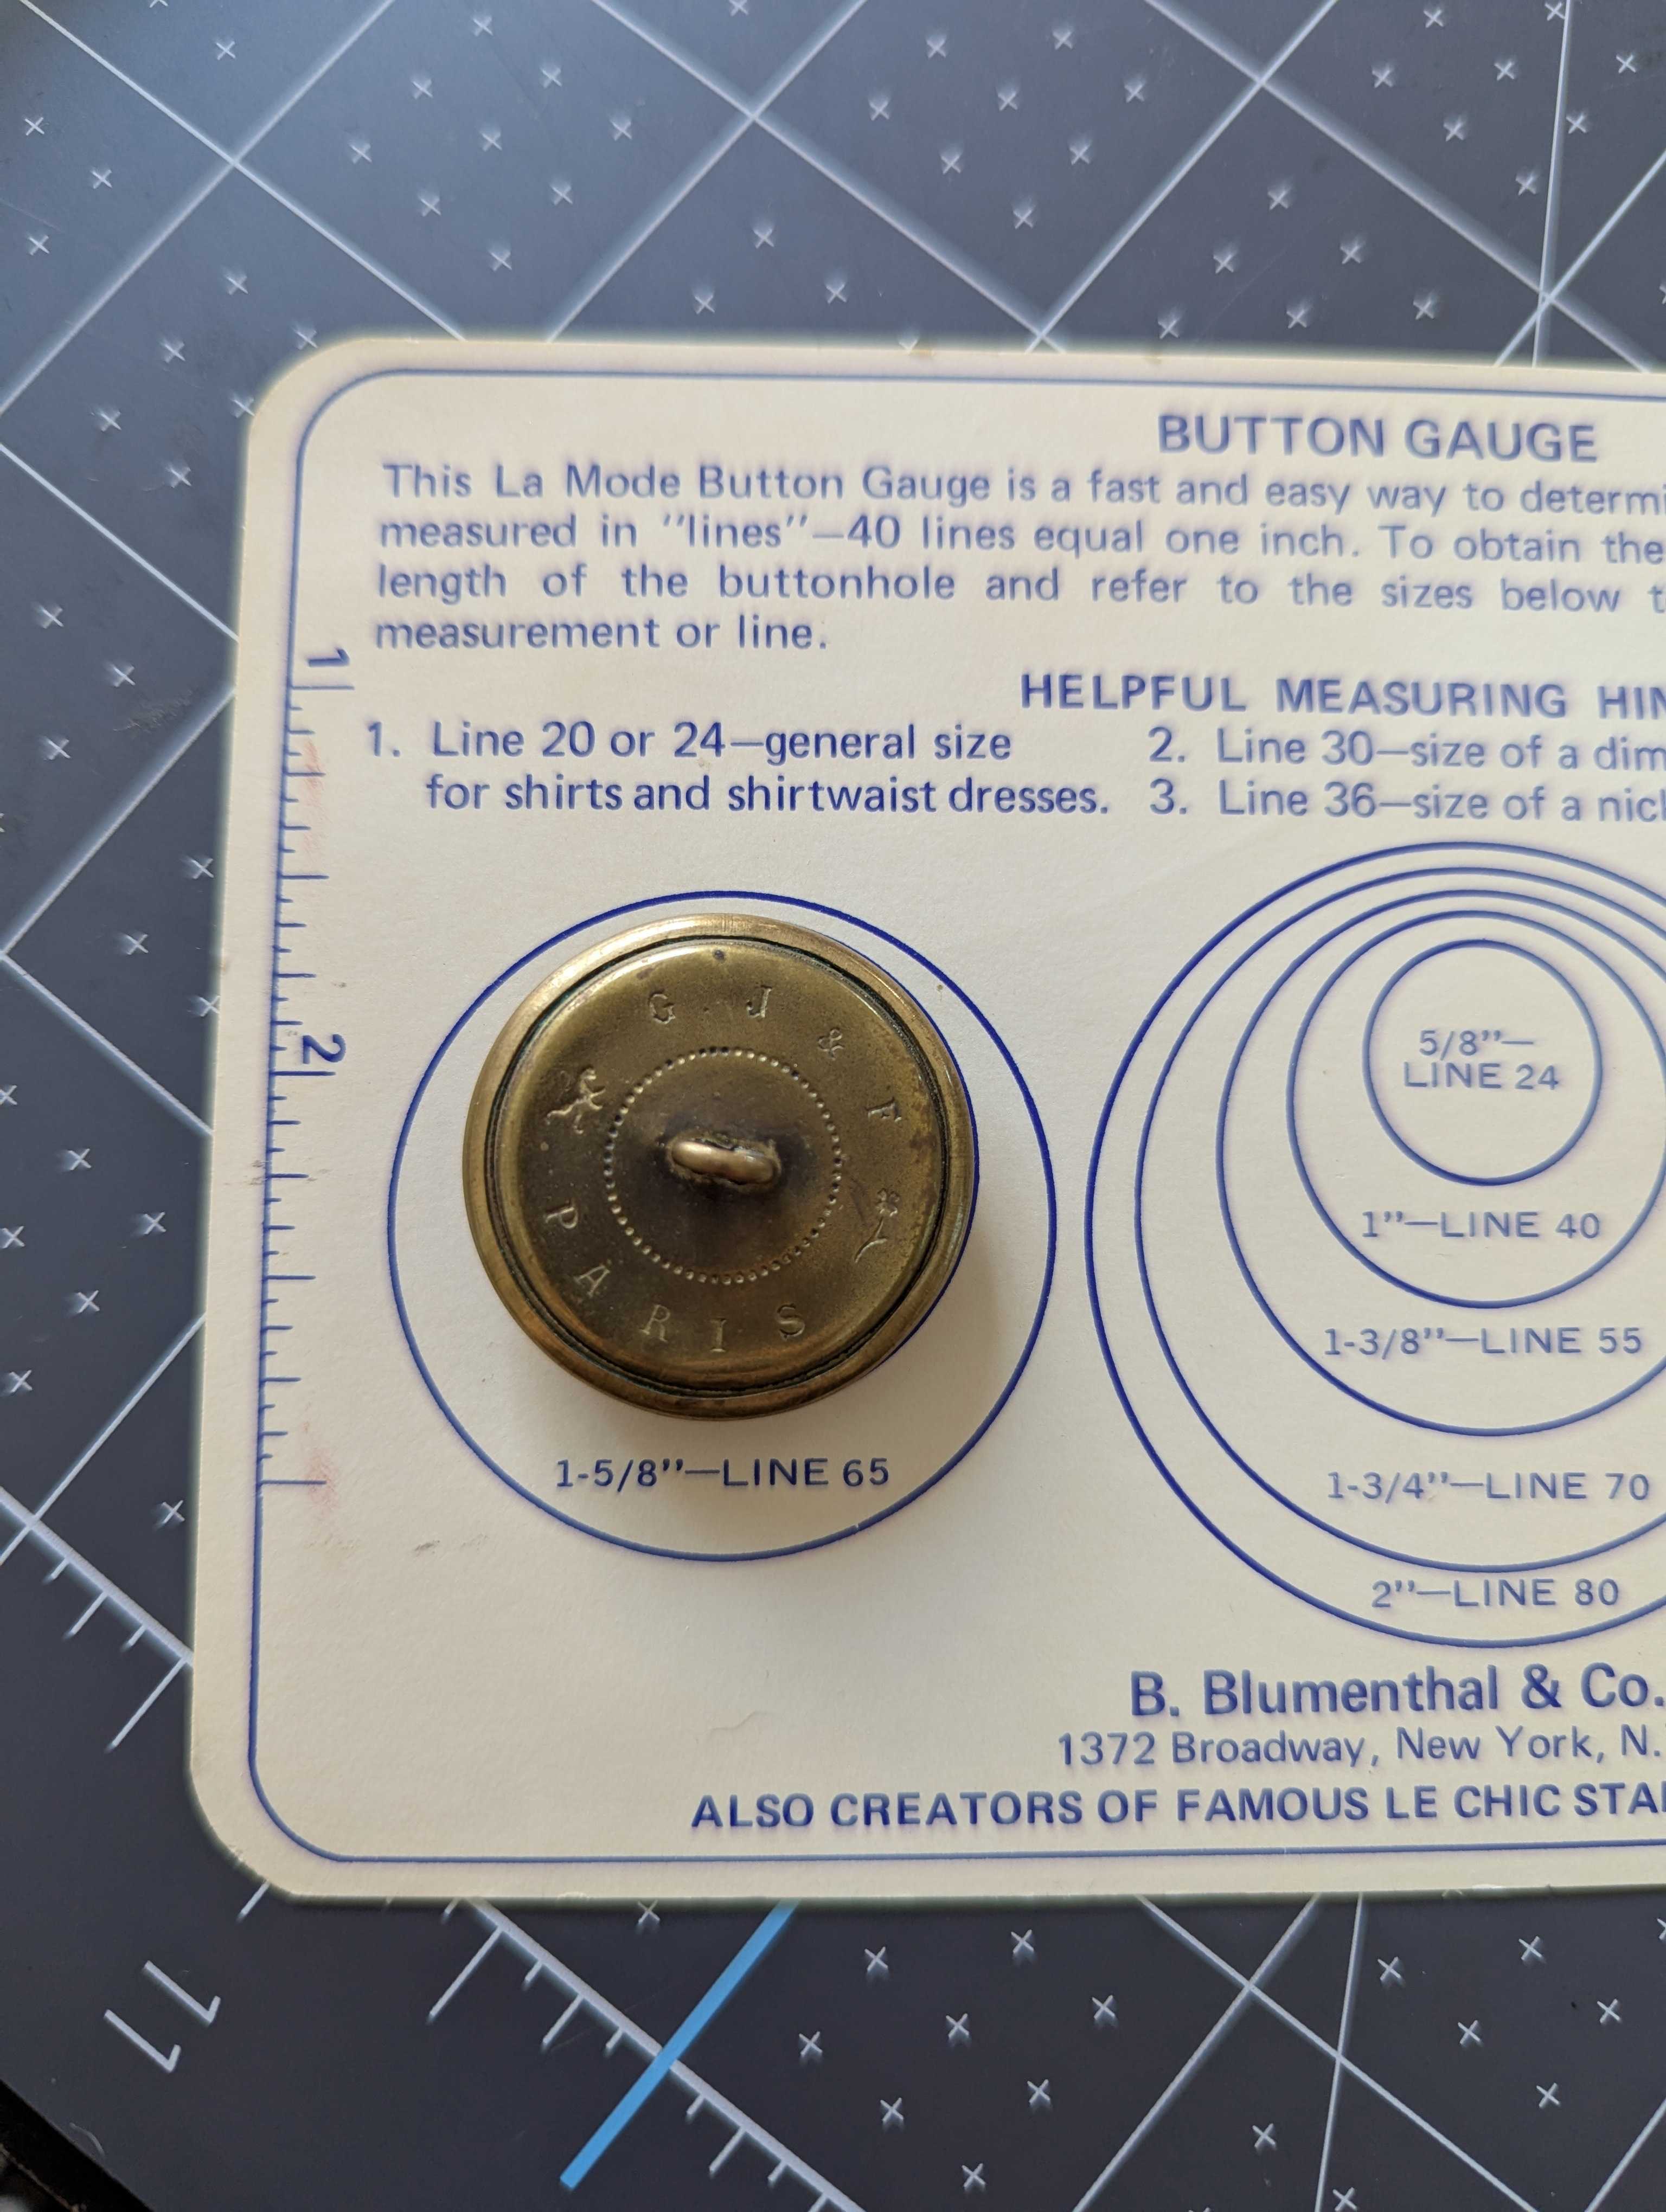 BUTTON GAUGE
This La Mode Button Gauge is a fast and easy way to
measured in "lines"—40 lines equal one inch. To obtain the
length of the buttonhole and refer to the sizes below
measurement or line.
HELPFUL MEASURING
1. Line 20 or 24—general size
for shirts and shirtwaist dresses.
2. Line 30—size of a
3. Line 36—size of a
1
2
G. J & F
PARIS
1-5/8"—LINE 65
5/8"—
LINE 24
1"—LINE 40
1-3/8"—LINE 55
1-3/4"—LINE 70
2"—LINE 80
B. Blumenthal & Co.
1372 Broadway, New York, N.
ALSO CREATORS OF FAMOUS LE CHIC
11